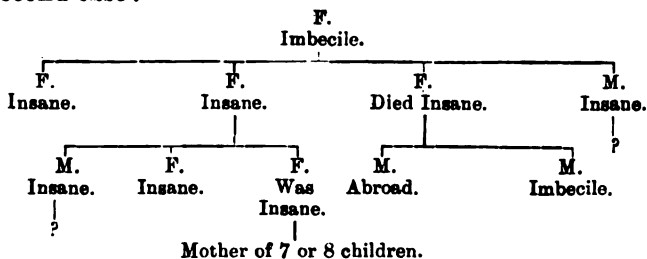 F.
Imbecile.
F. F. F. M.
Insane. Insane. Died Insane. Insane.
?
M. F. F. M. M.
Insane. Insane. Was Abroad. Imbecile.
Insane.
?
Mother of 7 or 8 children.